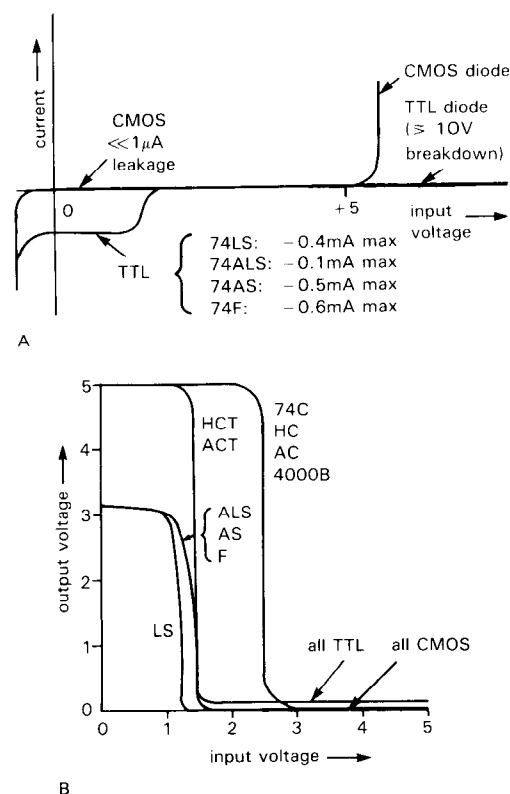 current
CMOS
≪1μA
leakage
CMOS diode
TTL diode
(≥ 10V
breakdown)
0
+5
input
voltage
TTL
74LS: −0.4mA max
74ALS: −0.1mA max
74AS: −0.5mA max
74F: −0.6mA max
A
output voltage
5
4
3
2
1
0
HCT
ACT
74C
HC
AC
4000B
ALS
AS
F
LS
all TTL
all CMOS
0 1 2 3 4 5
input voltage
B